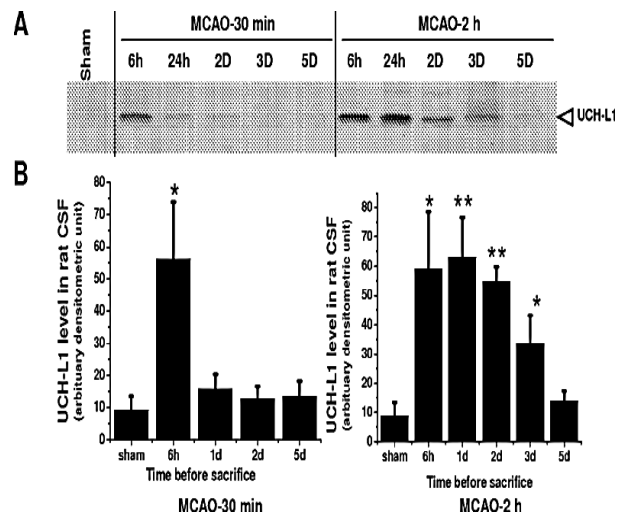 A
MCAO-30 min
MCAO-2 h
Sham
6h 24h 2D 3D 5D
6h 24h 2D 3D 5D
UCH-L1
B
UCH-L1 level in rat CSF
(arbituary densitometric unit)
80
70
60
50
40
30
20
10
0
*
sham 6h 1d 2d 5d
Time before sacrifice
MCAO-30 min
UCH-L1 level in rat CSF
(arbituary densitometric unit)
80
70
60
50
40
30
20
10
0
* ** ** *
sham 6h 1d 2d 3d 5d
Time before sacrifice
MCAO-2 h